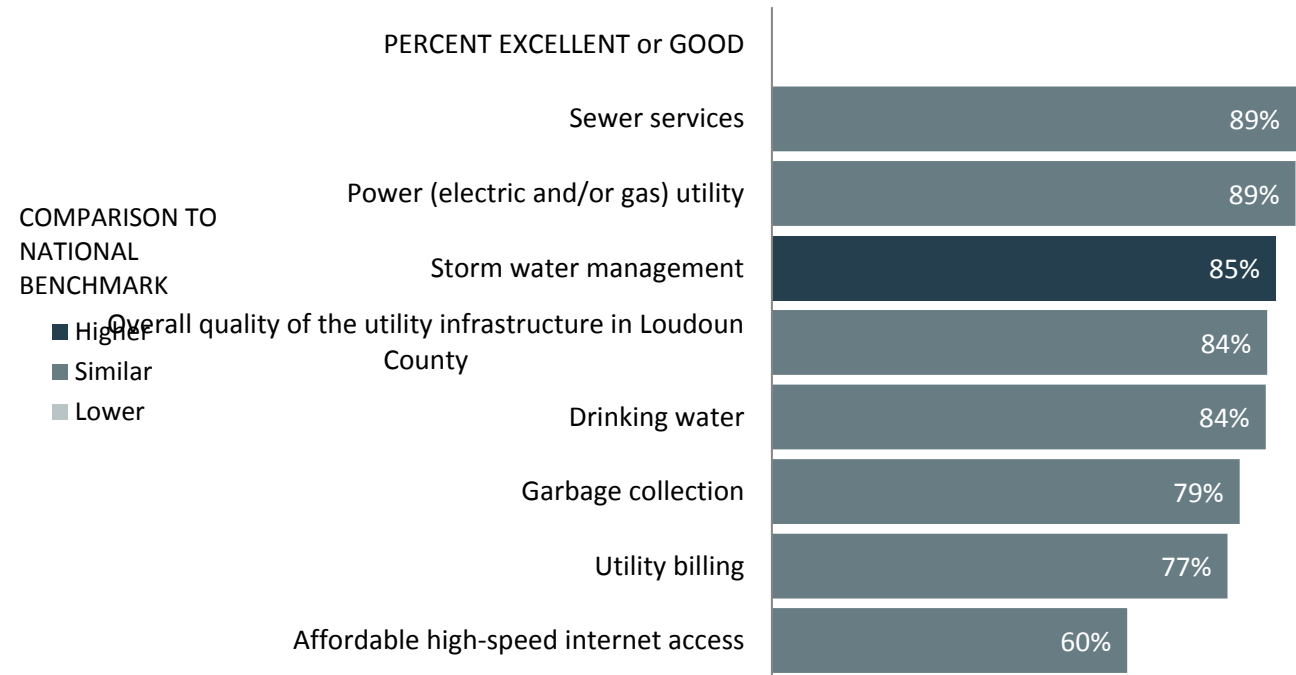 PERCENT EXCELLENT or GOOD
Sewer services
89%
Power (electric and/or gas) utility
89%
COMPARISON TO
NATIONAL
BENCHMARK
Higher
Similar
Lower
Storm water management
85%
Overall quality of the utility infrastructure in Loudoun
County
84%
Drinking water
84%
Garbage collection
79%
Utility billing
77%
Affordable high-speed internet access
60%